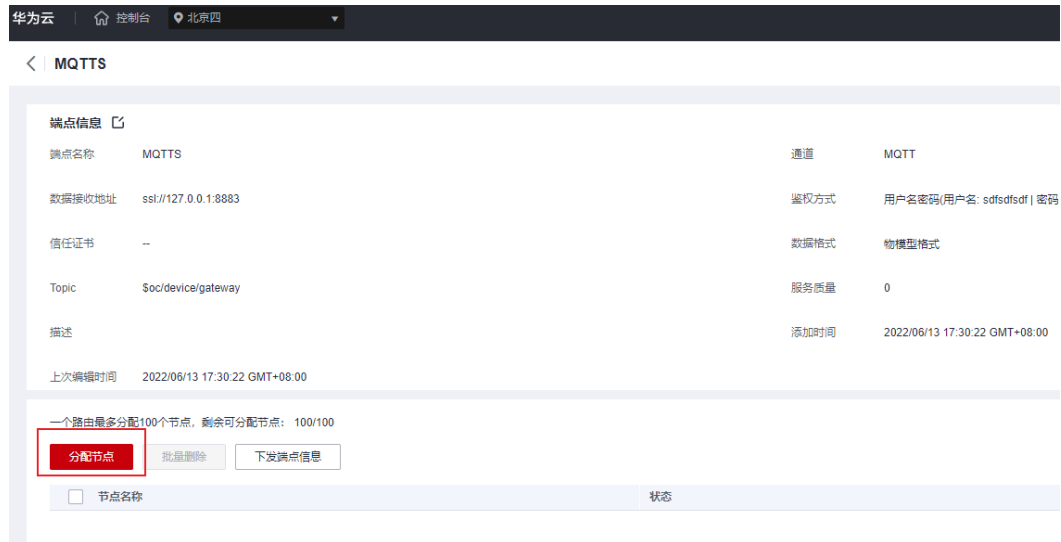 华为云 控制台 北京四
MQTTS
端点信息
端点名称 MQTTS 通道 MQTT
数据接收地址 ssl://127.0.0.1:8883 鉴权方式 用户名密码(用户名: sdfsdfsdf | 密码
信任证书 -- 数据格式 物模型格式
Topic $oc/device/gateway 服务质量 0
描述 添加时间 2022/06/13 17:30:22 GMT+08:00
上次编辑时间 2022/06/13 17:30:22 GMT+08:00
一个路由最多分配100个节点，剩余可分配节点： 100/100
分配节点 批量删除 下发端点信息
节点名称 状态